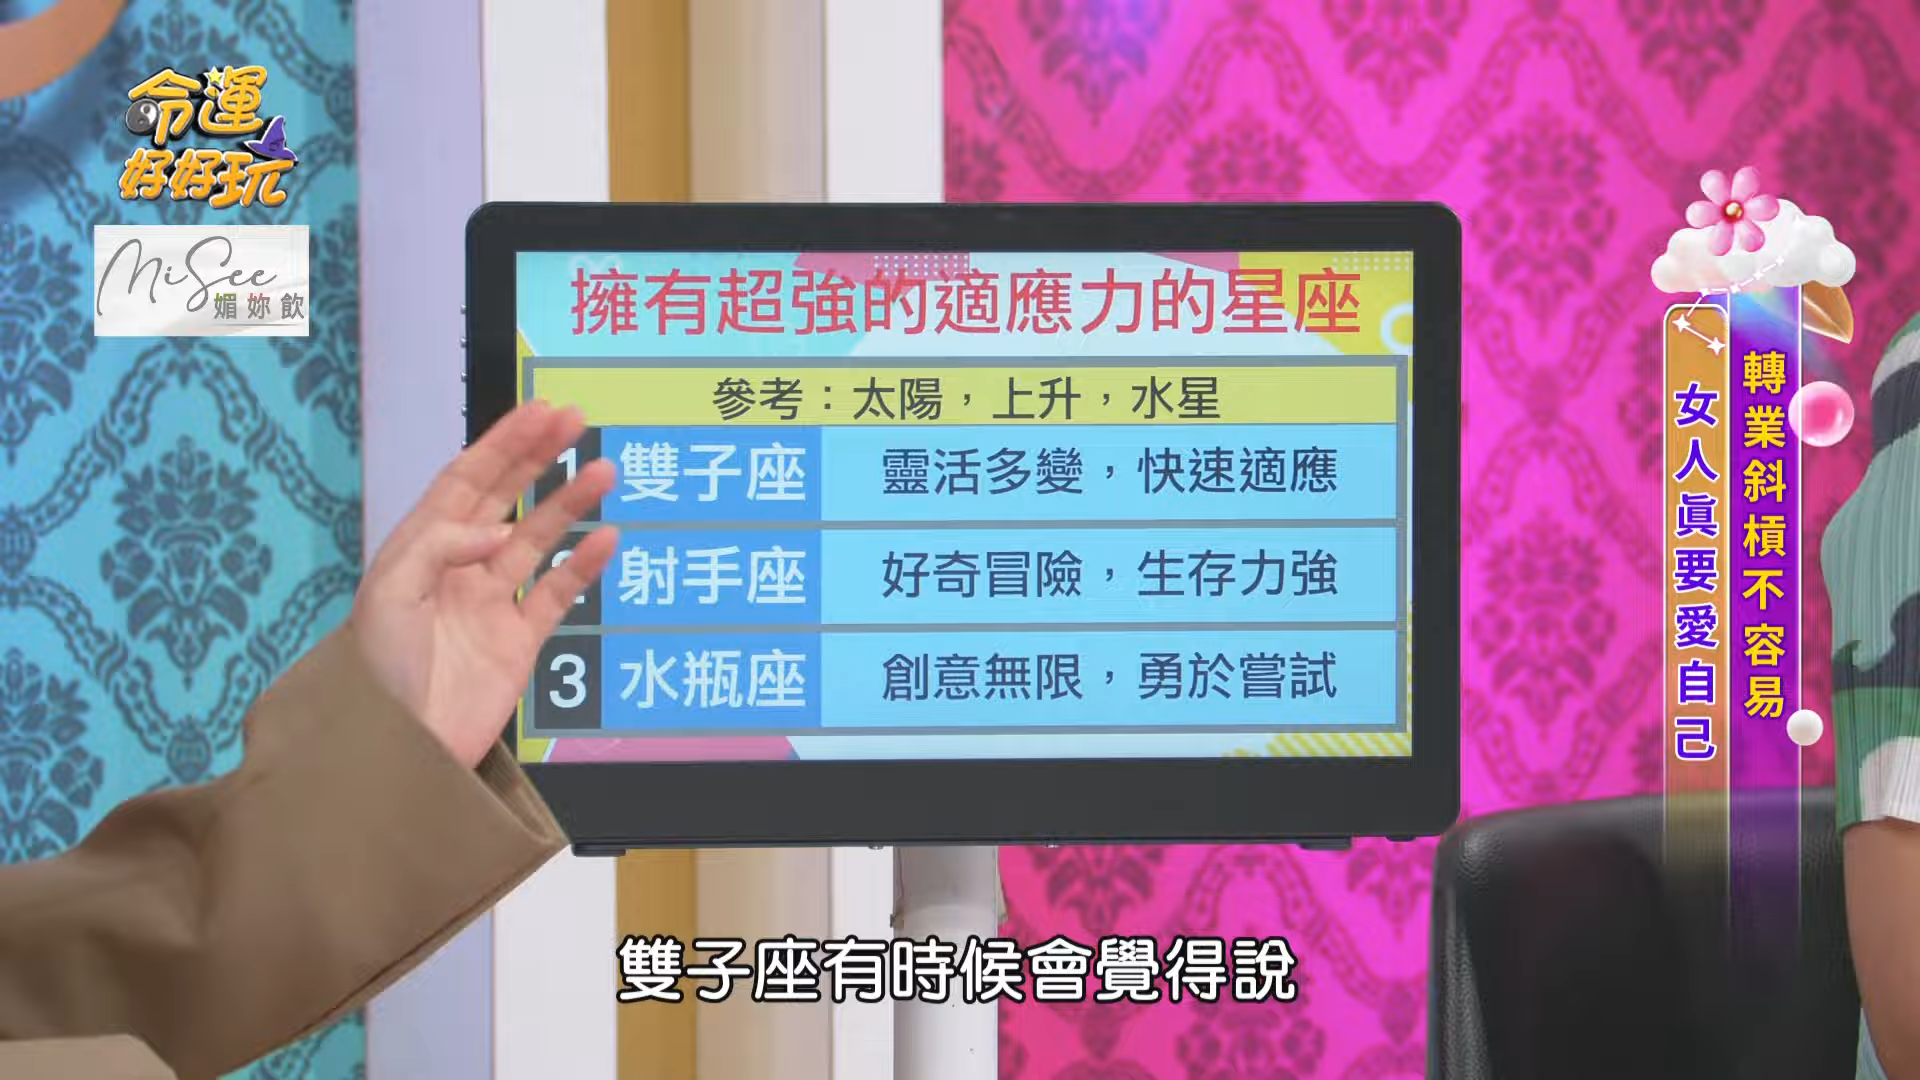 命運
好好玩
MiSee
媚妳飲
擁有超強的適應力的星座
參考：太陽，上升，水星
1 雙子座 靈活多變，快速適應
2 射手座 好奇冒險，生存力強
3 水瓶座 創意無限，勇於嘗試
轉業斜槓不容易
女人真要愛自己
雙子座有時候會覺得說